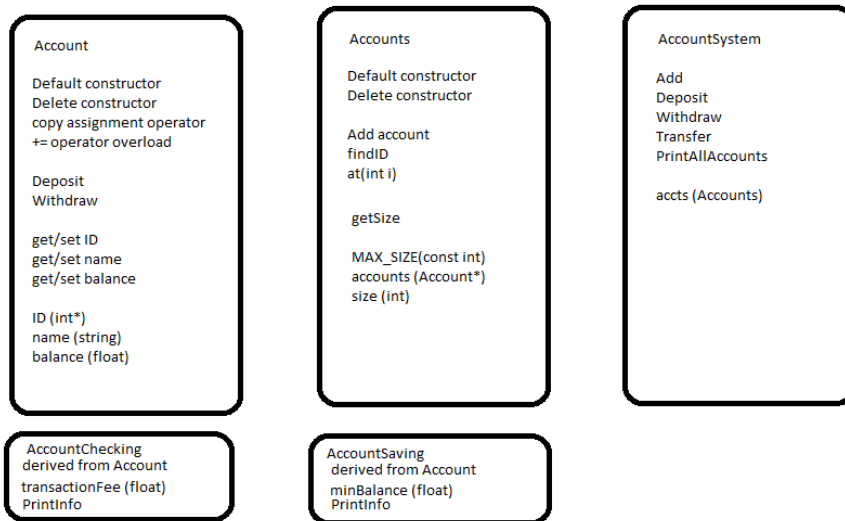 Account
Default constructor
Delete constructor
copy assignment operator
+= operator overload
Deposit
Withdraw
get/set ID
get/set name
get/set balance
ID (int*)
name (string)
balance (float)
Accounts
Default constructor
Delete constructor
Add account
findID
at(int i)
getSize
MAX_SIZE(const int)
accounts (Account*)
size (int)
AccountSystem
Add
Deposit
Withdraw
Transfer
PrintAllAccounts
accts (Accounts)
AccountChecking
derived from Account
transactionFee (float)
PrintInfo
AccountSaving
derived from Account
minBalance (float)
PrintInfo